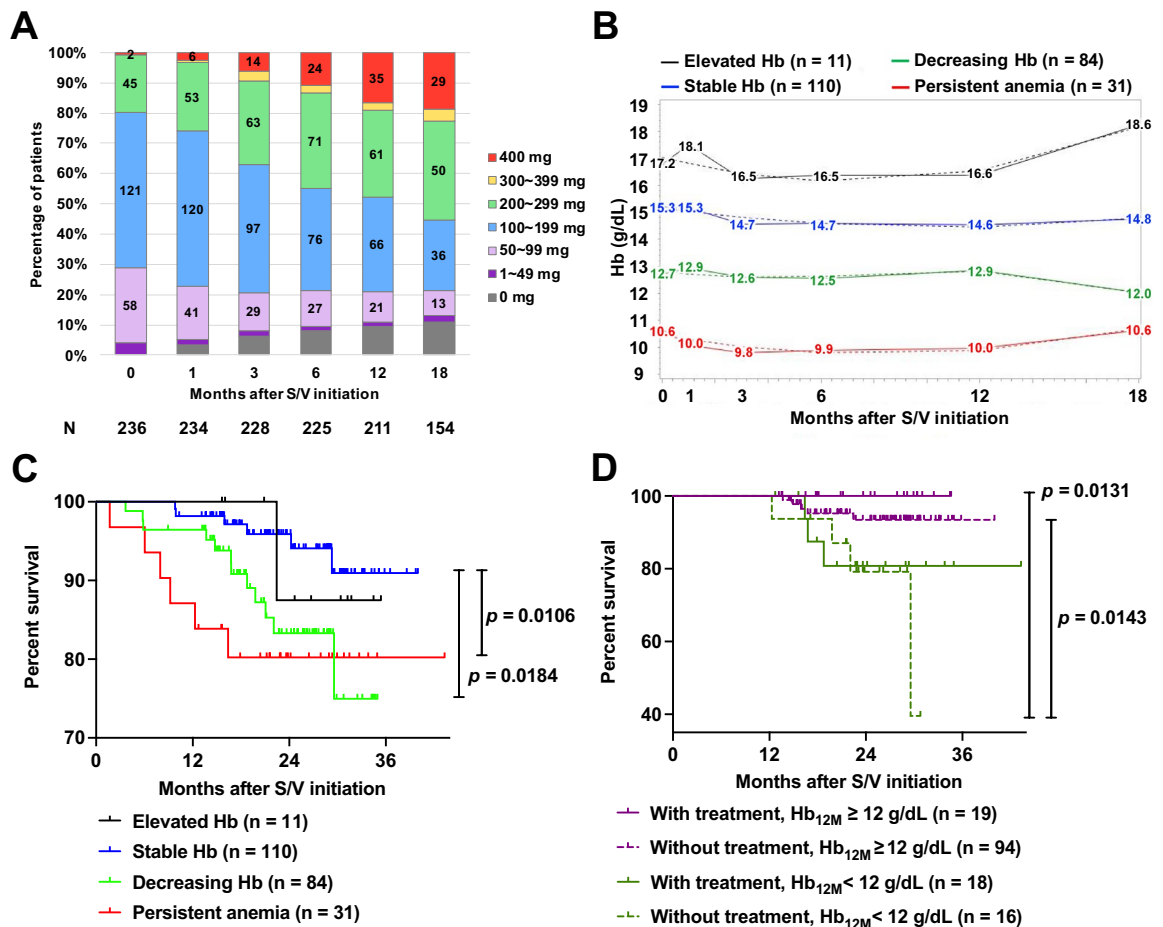 A
100%
90%
80%
70%
60%
50%
40%
30%
20%
10%
0%
Percentage of patients
2
45
121
58
6
53
120
41
14
63
97
29
24
71
76
27
35
61
66
21
29
50
36
13
400 mg
300~399 mg
200~299 mg
100~199 mg
50~99 mg
1~49 mg
0 mg
0 1 3 6 12 18
Months after S/V initiation
N 236 234 228 225 211 154
B
Elevated Hb (n = 11)
Decreasing Hb (n = 84)
Stable Hb (n = 110)
Persistent anemia (n = 31)
19
18
17
16
15
14
13
12
11
10
9
Hb (g/dL)
17.2 18.1 16.5 16.5 16.6 18.6
15.3 15.3 14.7 14.7 14.6 14.8
12.7 12.9 12.6 12.5 12.9 12.0
10.6 10.0 9.8 9.9 10.0 10.6
0 1 3 6 12 18
Months after S/V initiation
C
100
90
80
70
Percent survival
p = 0.0106
p = 0.0184
0 12 24 36
Months after S/V initiation
Elevated Hb (n = 11)
Stable Hb (n = 110)
Decreasing Hb (n = 84)
Persistent anemia (n = 31)
D
100
80
60
40
Percent survival
p = 0.0131
p = 0.0143
0 12 24 36
Months after S/V initiation
With treatment, Hb12M ≥ 12 g/dL (n = 19)
Without treatment, Hb12M ≥ 12 g/dL (n = 94)
With treatment, Hb12M < 12 g/dL (n = 18)
Without treatment, Hb12M < 12 g/dL (n = 16)